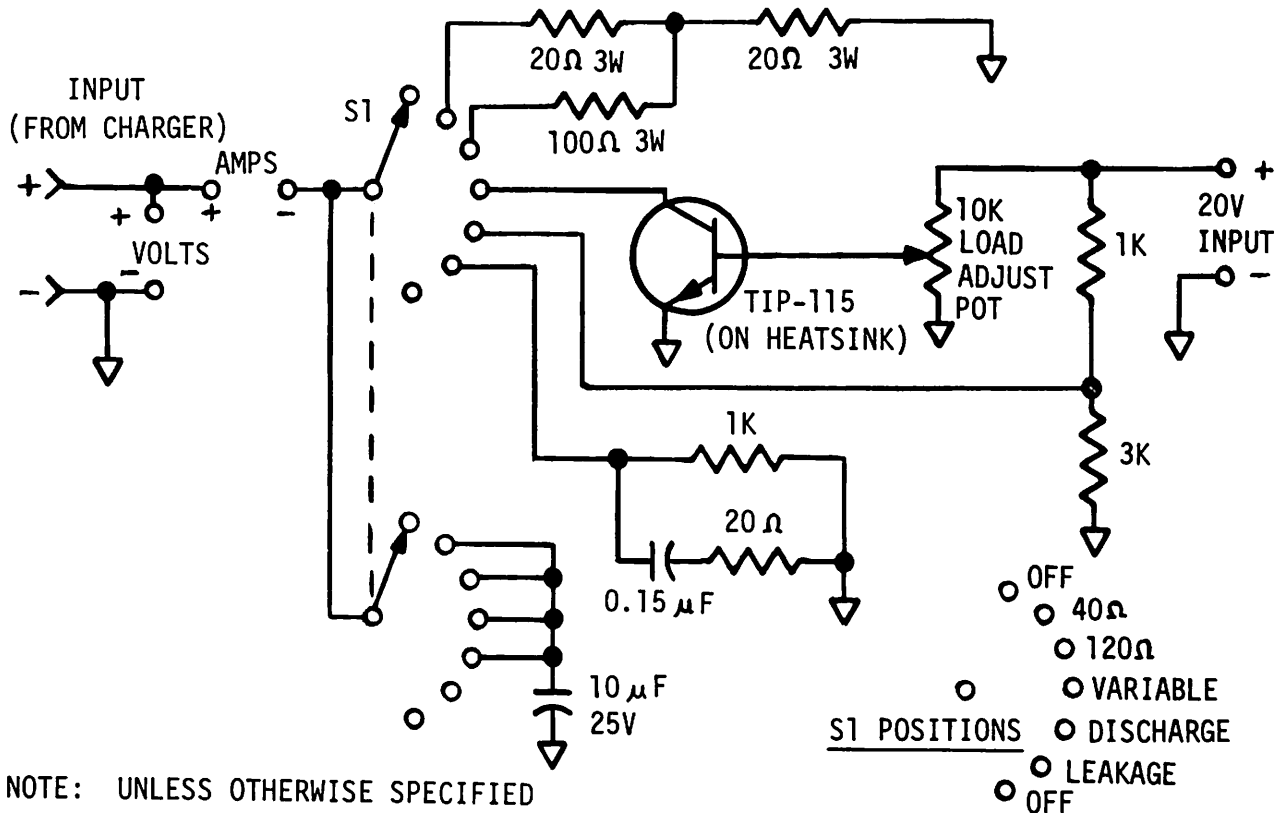 20Ω 3W
20Ω 3W
INPUT
(FROM CHARGER)
S1
100Ω 3W
AMPS
+
+
+
-
VOLTS
-
-
10K
LOAD
ADJUST
POT
1K
+
20V
INPUT
-
TIP-115
(ON HEATSINK)
1K
3K
20Ω
0.15 μF
OFF
40Ω
120Ω
VARIABLE
10 μF
25V
S1 POSITIONS
DISCHARGE
LEAKAGE
OFF
NOTE: UNLESS OTHERWISE SPECIFIED